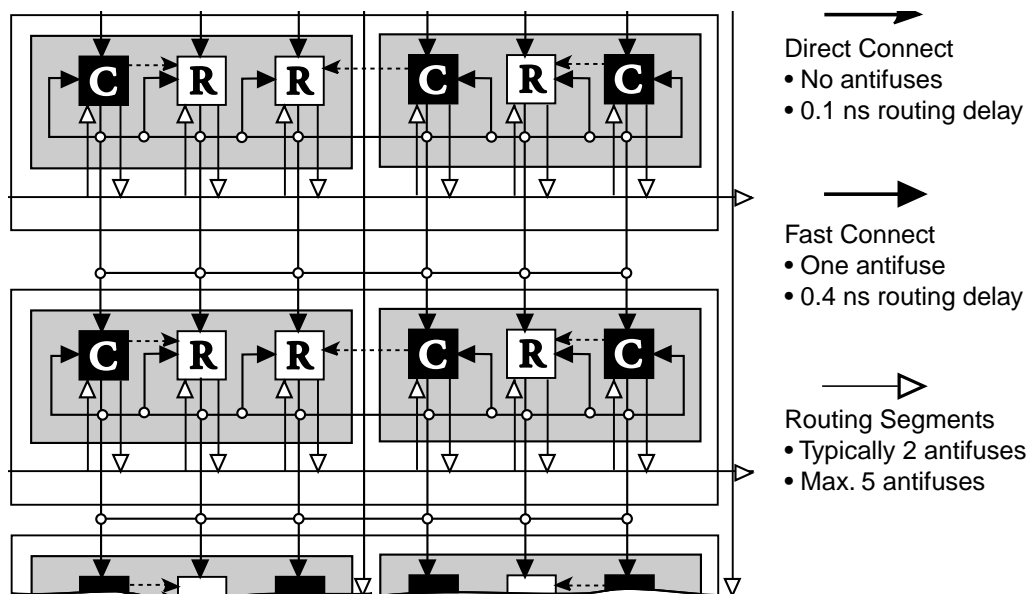 C R R C R C
Direct Connect
• No antifuses
• 0.1 ns routing delay
Fast Connect
• One antifuse
• 0.4 ns routing delay
C R R C R C
Routing Segments
• Typically 2 antifuses
• Max. 5 antifuses